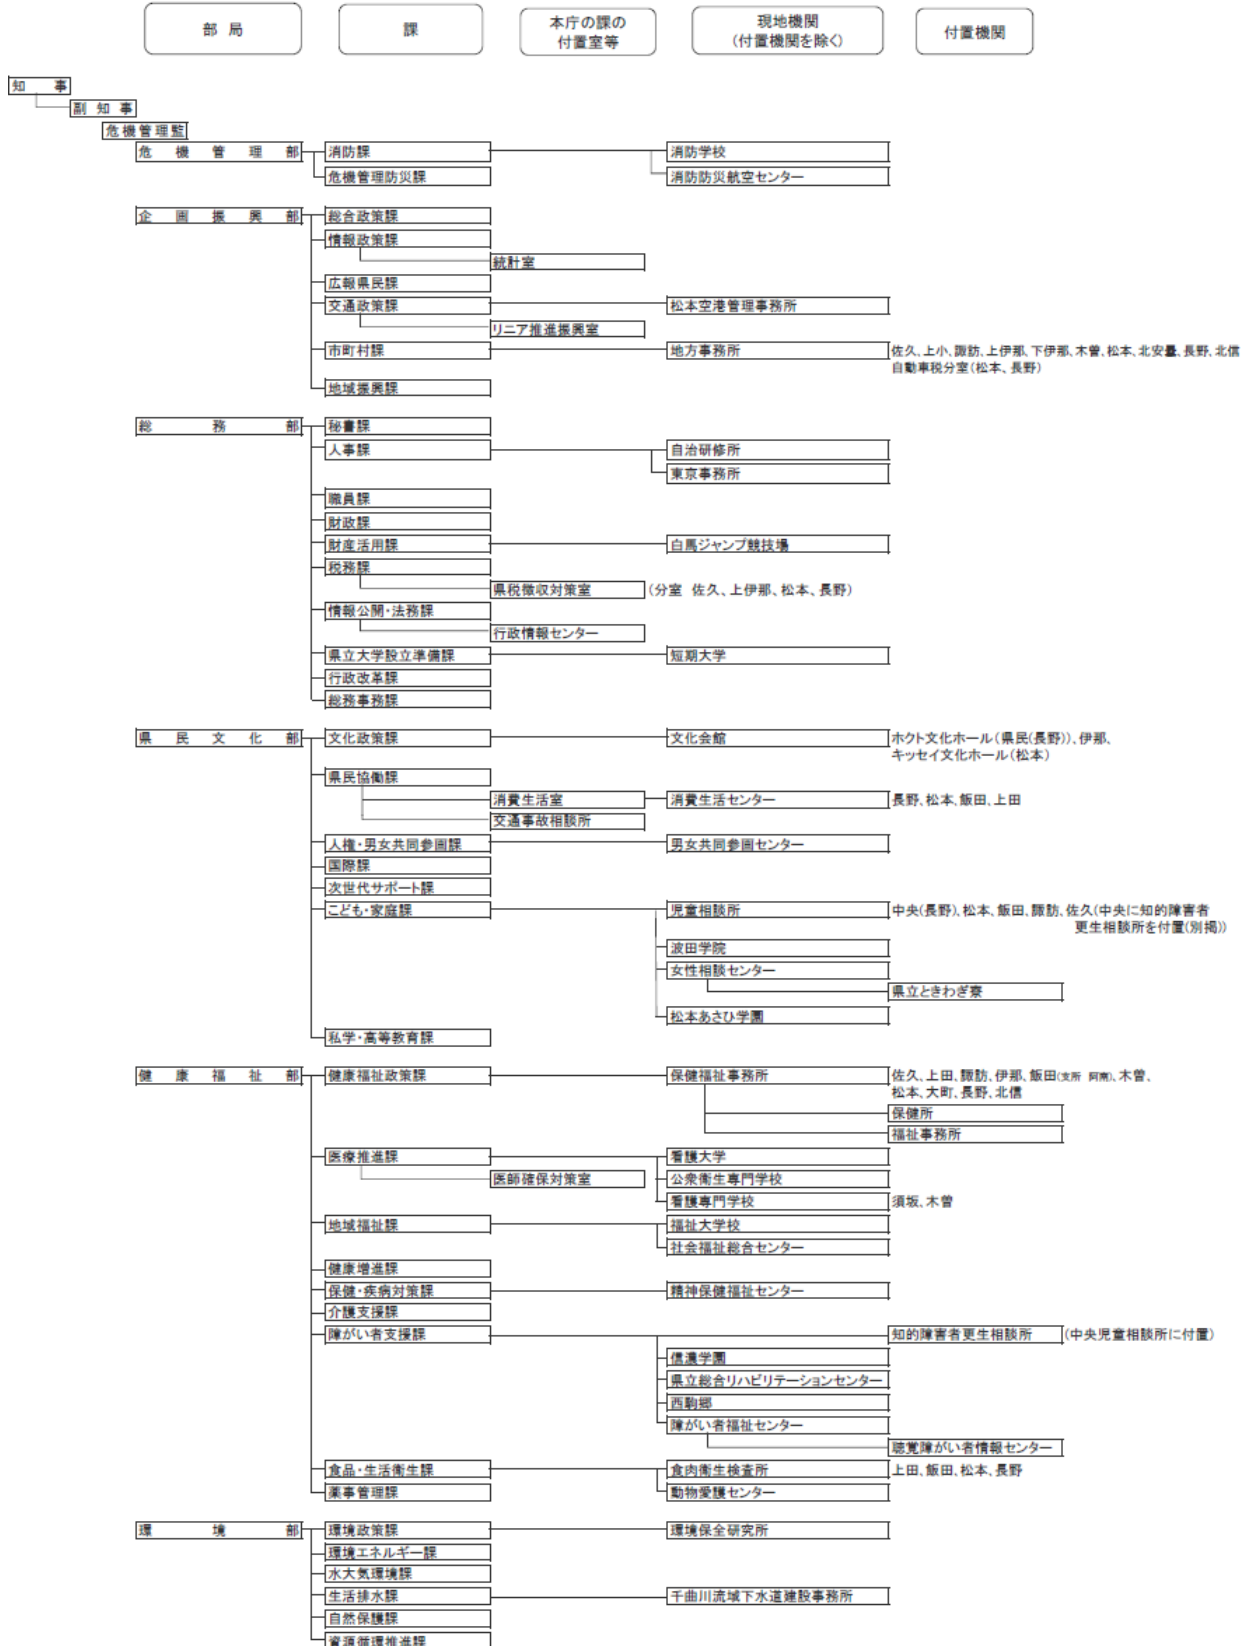 部 局
課
本庁の課の
付置室等
現地機関
(付置機関を除く)
付置機関
知 事
副 知 事
危機管理監
危 機 管 理 部
消防課
消防学校
危機管理防災課
消防防災航空センター
企 画 振 興 部
総合政策課
情報政策課
統計室
広報県民課
交通政策課
松本空港管理事務所
リニア推進振興室
市町村課
地方事務所
佐久、上小、諏訪、上伊那、下伊那、木曽、松本、北安曇、長野、北信
自動車税分室(松本、長野)
地域振興課
総 務 部
秘書課
人事課
自治研修所
東京事務所
職員課
財政課
財産活用課
白馬ジャンプ競技場
税務課
県税徴収対策室
(分室 佐久、上伊那、松本、長野)
情報公開・法務課
行政情報センター
県立大学設立準備課
短期大学
行政改革課
総務事務課
県 民 文 化 部
文化政策課
文化会館
ホクト文化ホール(県民(長野))、伊那、
キッセイ文化ホール(松本)
県民協働課
消費生活室
消費生活センター
長野、松本、飯田、上田
交通事故相談所
人権・男女共同参画課
男女共同参画センター
国際課
次世代サポート課
こども・家庭課
児童相談所
中央(長野)、松本、飯田、諏訪、佐久(中央に知的障害者
更生相談所を付置(別掲))
波田学院
女性相談センター
県立ときわぎ寮
松本あさひ学園
私学・高等教育課
健 康 福 祉 部
健康福祉政策課
保健福祉事務所
佐久、上田、諏訪、伊那、飯田(支所 阿南)、木曽、
松本、大町、長野、北信
保健所
福祉事務所
医療推進課
看護大学
医師確保対策室
公衆衛生専門学校
看護専門学校
須坂、木曽
地域福祉課
福祉大学校
社会福祉総合センター
健康増進課
保健・疾病対策課
精神保健福祉センター
介護支援課
障がい者支援課
知的障害者更生相談所
(中央児童相談所に付置)
信濃学園
県立総合リハビリテーションセンター
西駒郷
障がい者福祉センター
聴覚障がい者情報センター
食品・生活衛生課
食肉衛生検査所
上田、飯田、松本、長野
薬事管理課
動物愛護センター
環 境 部
環境政策課
環境保全研究所
環境エネルギー課
水大気環境課
生活排水課
千曲川流域下水道建設事務所
自然保護課
資源循環推進課